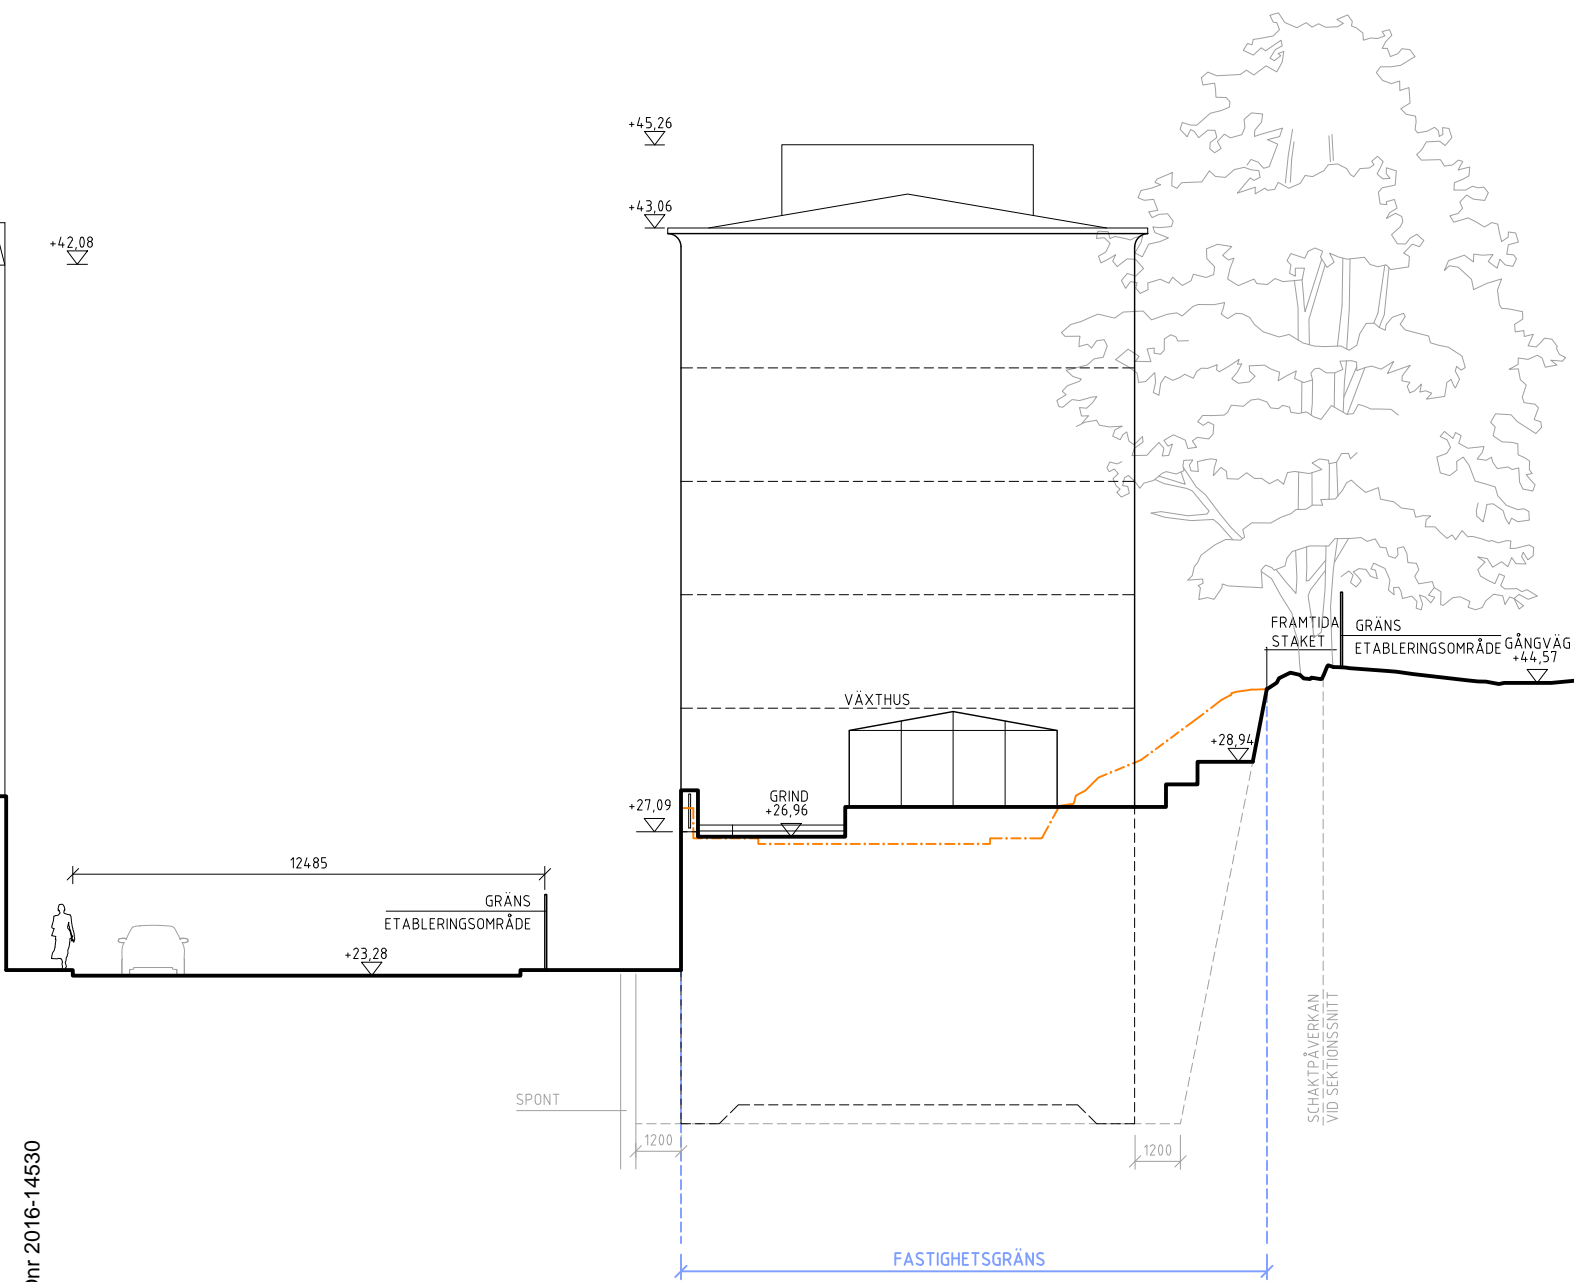 +45,26
+43,06
+42,08
FRAMTIDA
STAKET
GRÄNS
ETABLERINGSOMRÅDE
GÅNGVÄG
+44,57
VÄXTHUS
+28,94
GRIND
+26,96
+27,09
12485
GRÄNS
ETABLERINGSOMRÅDE
+23,28
SPONT
1200
1200
SCHAKTPÅVERKAN
VID SEKTIONSSNITT
2016-14530
FASTIGHETSGRÄNS